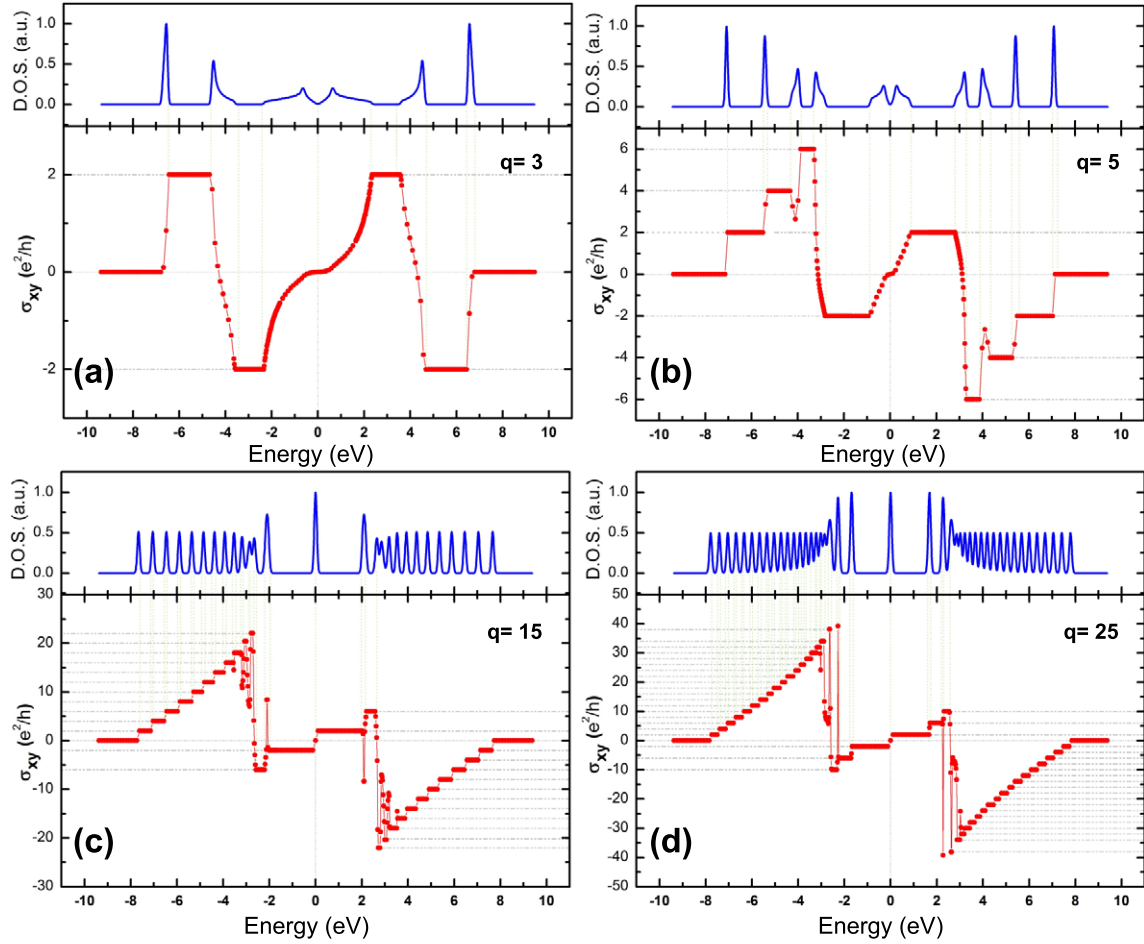 D.O.S. (a.u.)
1.0
0.5
0.0
q= 3
σxy (e²/h)
2
0
-2
(a)
-10 -8 -6 -4 -2 0 2 4 6 8 10
Energy (eV)
D.O.S. (a.u.)
1.0
0.5
0.0
q= 5
σxy (e²/h)
6
4
2
0
-2
-4
-6
(b)
-10 -8 -6 -4 -2 0 2 4 6 8 10
Energy (eV)
D.O.S. (a.u.)
1.0
0.5
0.0
q= 15
σxy (e²/h)
30
20
10
0
-10
-20
-30
(c)
-10 -8 -6 -4 -2 0 2 4 6 8 10
Energy (eV)
D.O.S. (a.u.)
1.0
0.5
0.0
q= 25
σxy (e²/h)
50
40
30
20
10
0
-10
-20
-30
-40
-50
(d)
-10 -8 -6 -4 -2 0 2 4 6 8 10
Energy (eV)